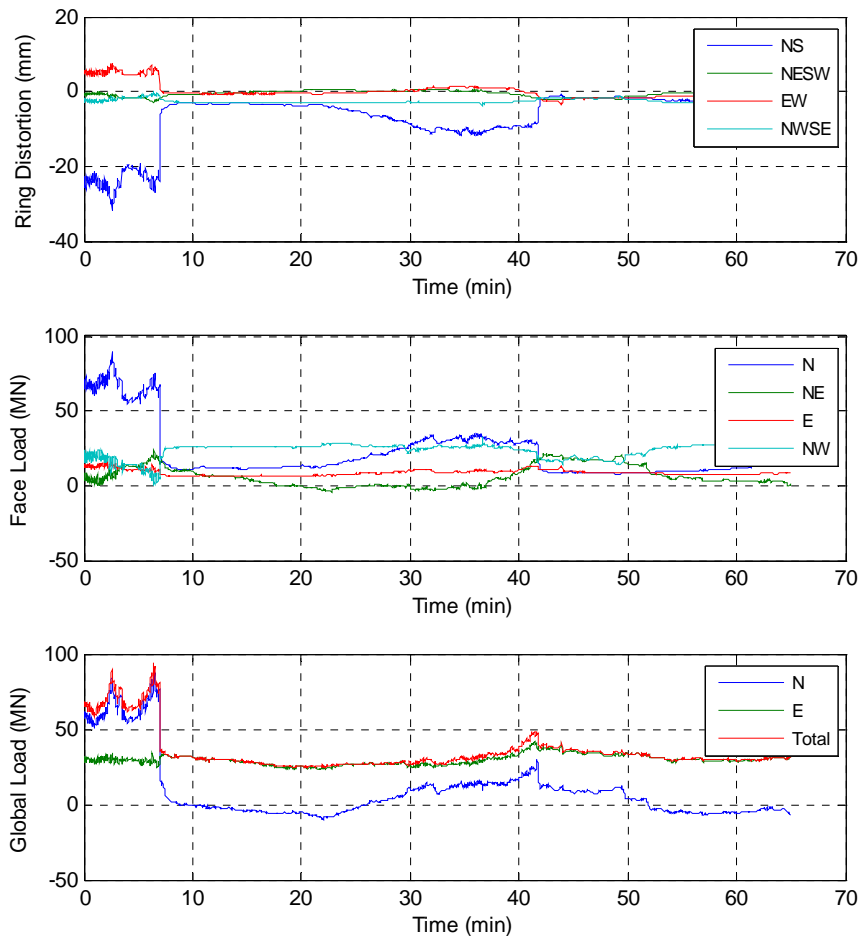 20
0
-20
-40
Ring Distortion (mm)
NS
NESW
EW
NWSE
0 10 20 30 40 50 60 70
Time (min)
100
50
0
-50
Face Load (MN)
N
NE
E
NW
0 10 20 30 40 50 60 70
Time (min)
100
50
0
-50
Global Load (MN)
N
E
Total
0 10 20 30 40 50 60 70
Time (min)